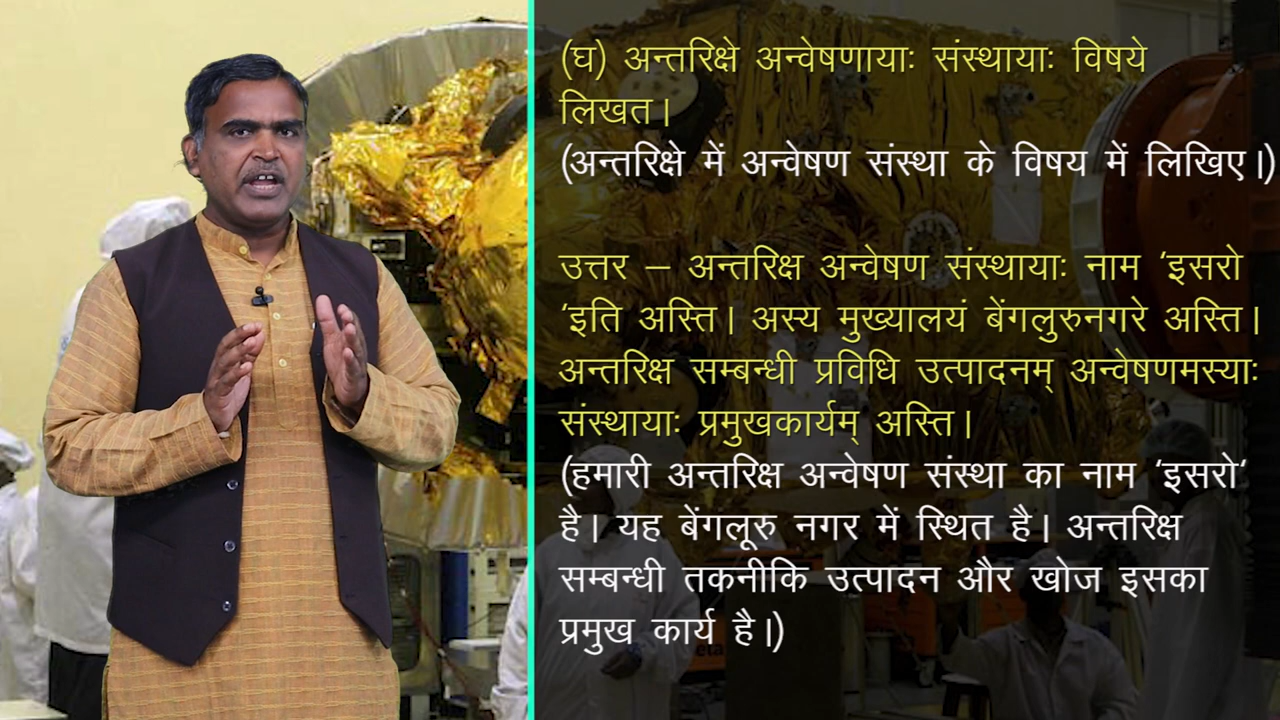 (घ) अन्तरिक्षे अन्वेषणायाः संस्थायाः विषये
लिखत।
(अन्तरिक्षे में अन्वेषण संस्था के विषय में लिखिए।)
उत्तर – अन्तरिक्ष अन्वेषण संस्थायाः नाम ‘इसरो
‘इति अस्ति। अस्य मुख्यालयं बेंगलुरुनगरे अस्ति।
अन्तरिक्ष सम्बन्धी प्रविधि उत्पादनम् अन्वेषणमस्याः
संस्थायाः प्रमुखकार्यम् अस्ति।
(हमारी अन्तरिक्ष अन्वेषण संस्था का नाम ‘इसरो‘
है। यह बेंगलूरु नगर में स्थित है। अन्तरिक्ष
सम्बन्धी तकनीकि उत्पादन और खोज इसका
प्रमुख कार्य है।)